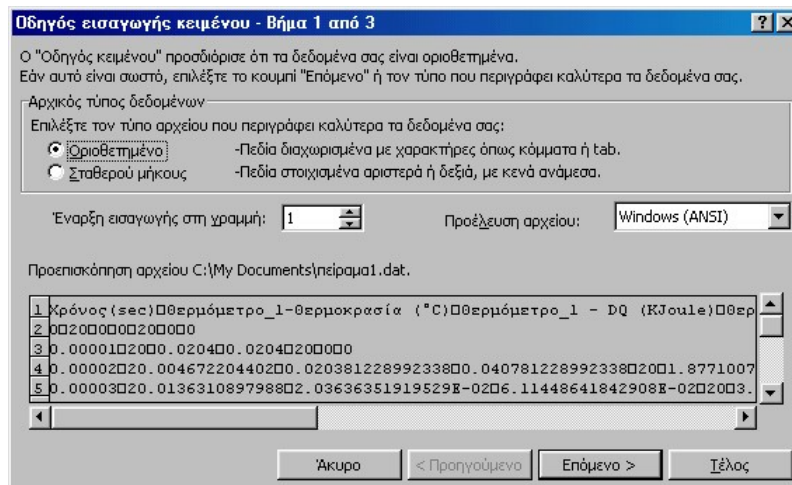 Οδηγός εισαγωγής κειμένου - Βήμα 1 από 3
Ο "Οδηγός κειμένου" προσδιόρισε ότι τα δεδομένα σας είναι οριοθετημένα.
Εάν αυτό είναι σωστό, επιλέξτε το κουμπί "Επόμενο" ή τον τύπο που περιγράφει καλύτερα τα δεδομένα σας.
Αρχικός τύπος δεδομένων
Επιλέξτε τον τύπο αρχείου που περιγράφει καλύτερα τα δεδομένα σας:
Οριοθετημένο -Πεδία διαχωρισμένα με χαρακτήρες όπως κόμματα ή tab.
Σταθερού μήκους -Πεδία στοιχισμένα αριστερά ή δεξιά, με κενά ανάμεσα.
Έναρξη εισαγωγής στη γραμμή: 1 Προέλευση αρχείου: Windows (ANSI)
Προεπισκόπηση αρχείου C:\My Documents\πείραμα1.dat.
1 Χρόνος(sec)□Θερμόμετρο_1-Θερμοκρασία (°C)□Θερμόμετρο_1 - DQ (KJoule)□Θερ
2 0□20□0□0□20□0□0
3 0.00001□20□0.0204□0.0204□20□0□0
4 0.00002□20.004672204402□0.020381228992338□0.040781228992338□20□1.8771007
5 0.00003□20.0136310897988□2.03636351919529E-02□6.11448641842908E-02□20□3.
Άκυρο < Προηγούμενο Επόμενο > Τέλος